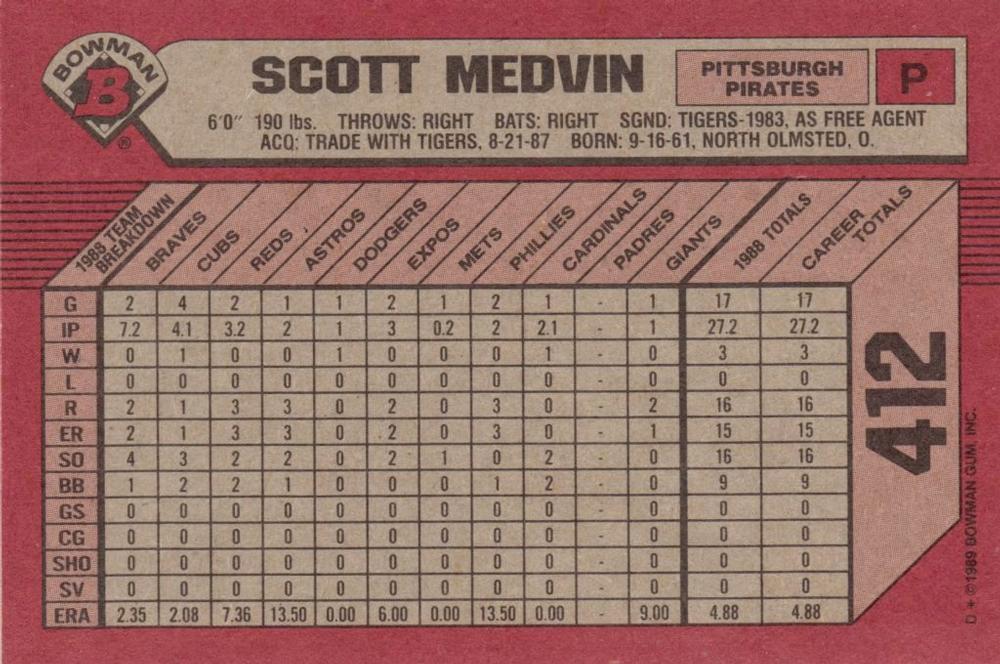 BOWMAN
B
®
SCOTT MEDVIN
PITTSBURGH
PIRATES
P
6'0" 190 lbs. THROWS: RIGHT BATS: RIGHT SGND: TIGERS-1983, AS FREE AGENT
ACQ: TRADE WITH TIGERS, 8-21-87 BORN: 9-16-61, NORTH OLMSTED, O.
1988 TEAM BREAKDOWN BRAVES CUBS REDS ASTROS DODGERS EXPOS METS PHILLIES CARDINALS PADRES GIANTS 1988 TOTALS CAREER TOTALS
G 2 4 2 1 1 2 1 2 1 - 1 17 17
IP 7.2 4.1 3.2 2 1 3 0.2 2 2.1 - 1 27.2 27.2
W 0 1 0 0 1 0 0 0 1 - 0 3 3
L 0 0 0 0 0 0 0 0 0 - 0 0 0
R 2 1 3 3 0 2 0 3 0 - 2 16 16
ER 2 1 3 3 0 2 0 3 0 - 1 15 15
SO 4 3 2 2 0 2 1 0 2 - 0 16 16
BB 1 2 2 1 0 0 0 1 2 - 0 9 9
GS 0 0 0 0 0 0 0 0 0 - 0 0 0
CG 0 0 0 0 0 0 0 0 0 - 0 0 0
SHO 0 0 0 0 0 0 0 0 0 - 0 0 0
SV 0 0 0 0 0 0 0 0 0 - 0 0 0
ERA 2.35 2.08 7.36 13.50 0.00 6.00 0.00 13.50 0.00 - 9.00 4.88 4.88
412
D * ©1989 BOWMAN GUM, INC.